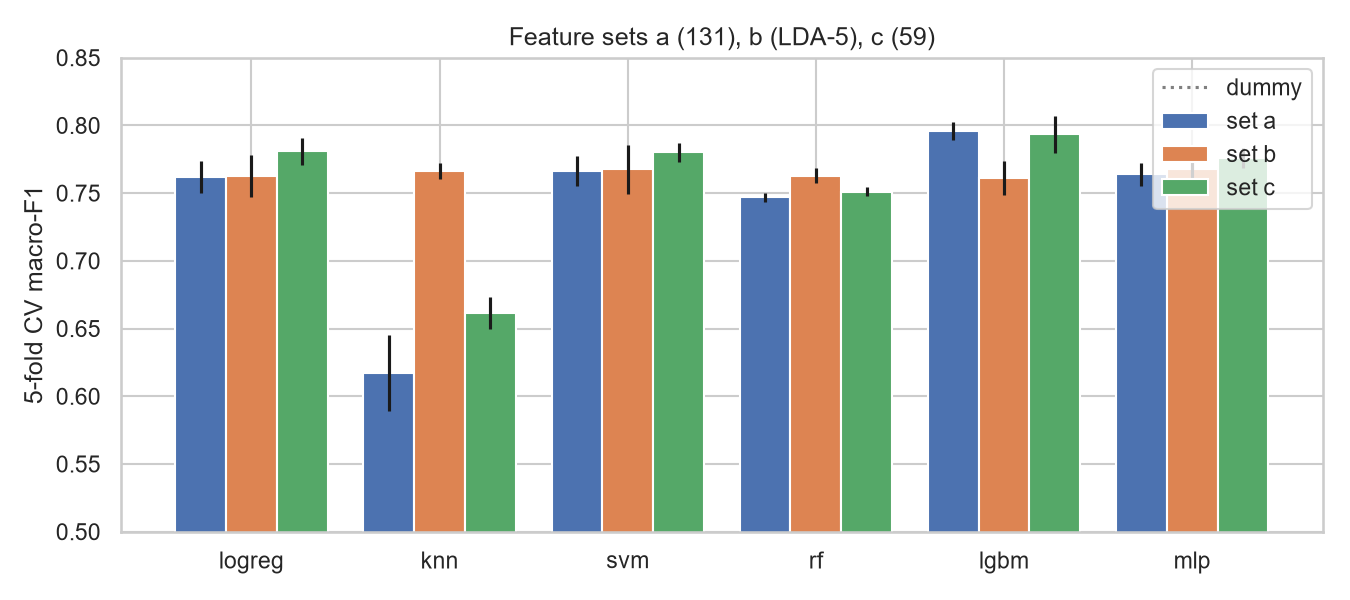 Feature sets a (131), b (LDA-5), c (59)
5-fold CV macro-F1
0.85
0.80
0.75
0.70
0.65
0.60
0.55
0.50
dummy
set a
set b
set c
logreg
knn
svm
rf
lgbm
mlp